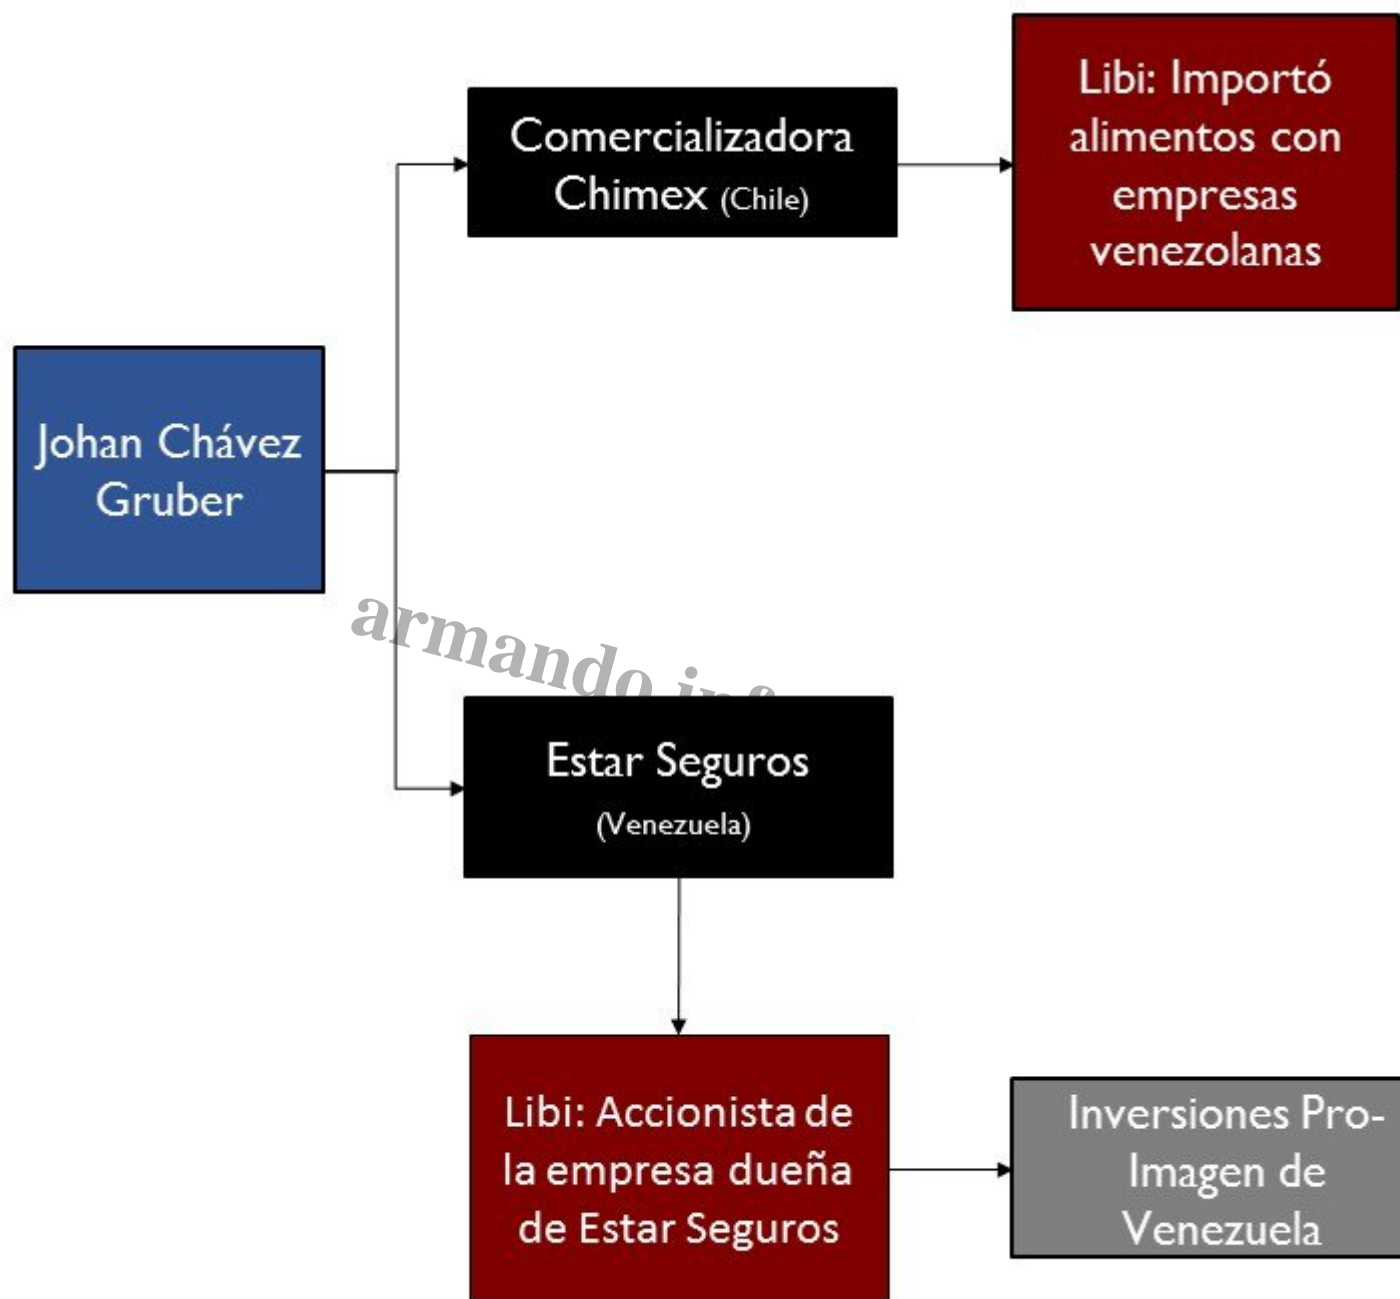 Libi: Importó
alimentos con
empresas
venezolanas
Comercializadora
Chimex (Chile)
Johan Chávez
Gruber
armando
Estar Seguros
(Venezuela)
Libi: Accionista de
la empresa dueña
de Estar Seguros
Inversiones Pro-
Imagen de
Venezuela